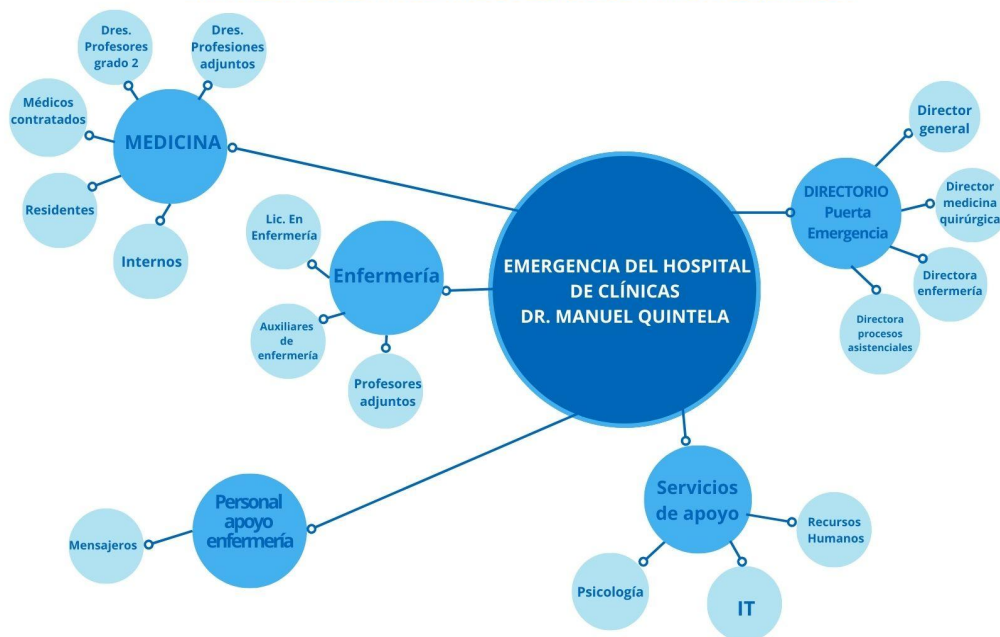 Dres.
Profesores
grado 2
Dres.
Profesiones
adjuntos
Médicos
contratados
MEDICINA
Residentes
Internos
Lic. En
Enfermería
Enfermería
Auxiliares
de
enfermería
Profesores
adjuntos
EMERGENCIA DEL HOSPITAL
DE CLÍNICAS
DR. MANUEL QUINTELA
Director
general
DIRECTORIO
Puerta
Emergencia
Director
medicina
quirúrgica
Directora
enfermería
Directora
procesos
asistenciales
Personal
apoyo
enfermería
Mensajeros
Servicios
de apoyo
Recursos
Humanos
Psicología
IT